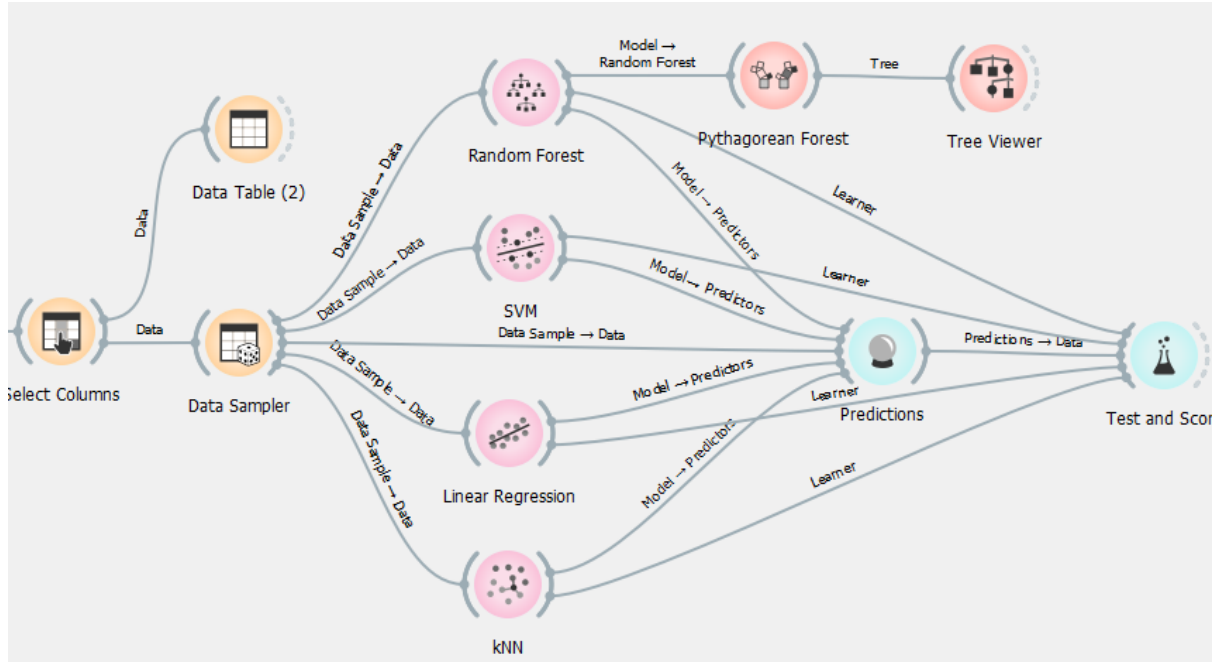 Model →
Random Forest
Tree
Pythagorean Forest
Tree Viewer
Random Forest
Data Table (2)
Data Sample → Data
Model → Predictors
Learner
Data
Data Sample → Data
SVM
Model → Predictors
Learner
Data
Data Sample → Data
Predictions → Data
Select Columns
Data Sampler
Data Sample → Data
Model → Predictors
Learner
Predictions
Test and Scor
Linear Regression
Data Sample → Data
Model → Predictors
Learner
kNN